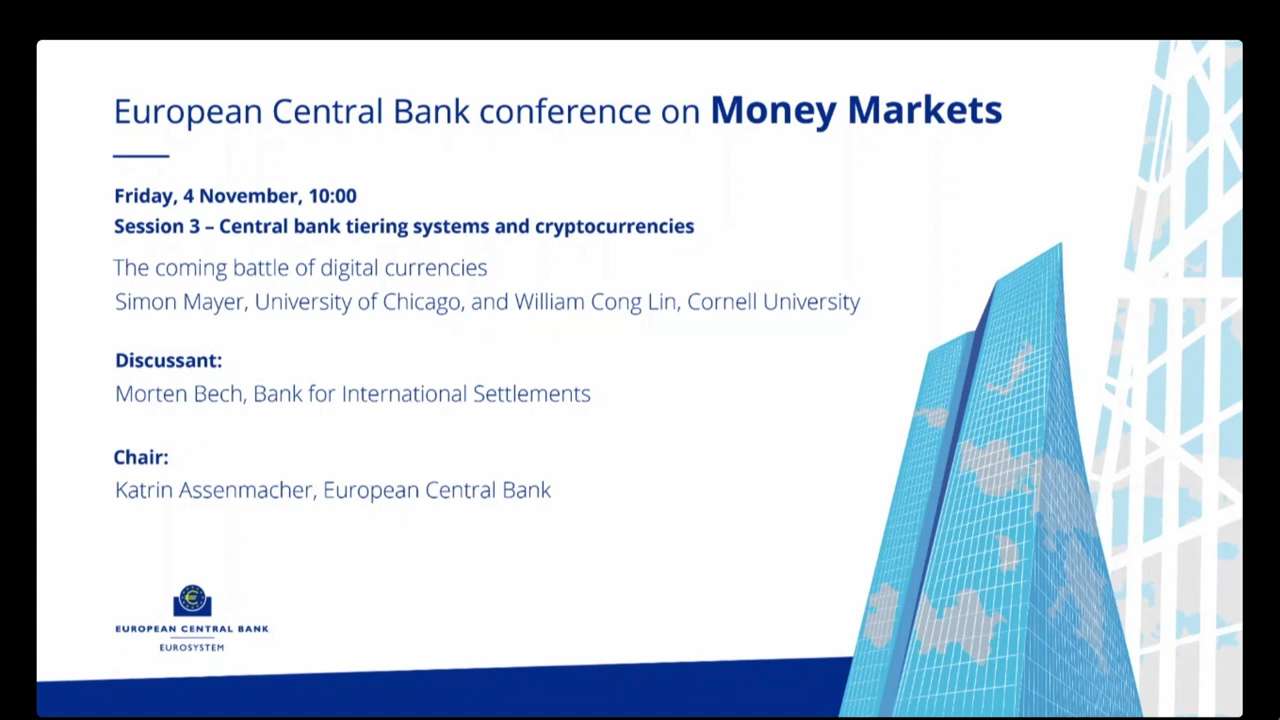 European Central Bank conference on Money Markets
Friday, 4 November, 10:00
Session 3 – Central bank tiering systems and cryptocurrencies
The coming battle of digital currencies
Simon Mayer, University of Chicago, and William Cong Lin, Cornell University
Discussant:
Morten Bech, Bank for International Settlements
Chair:
Katrin Assenmacher, European Central Bank
€
EUROPEAN CENTRAL BANK
EUROSYSTEM